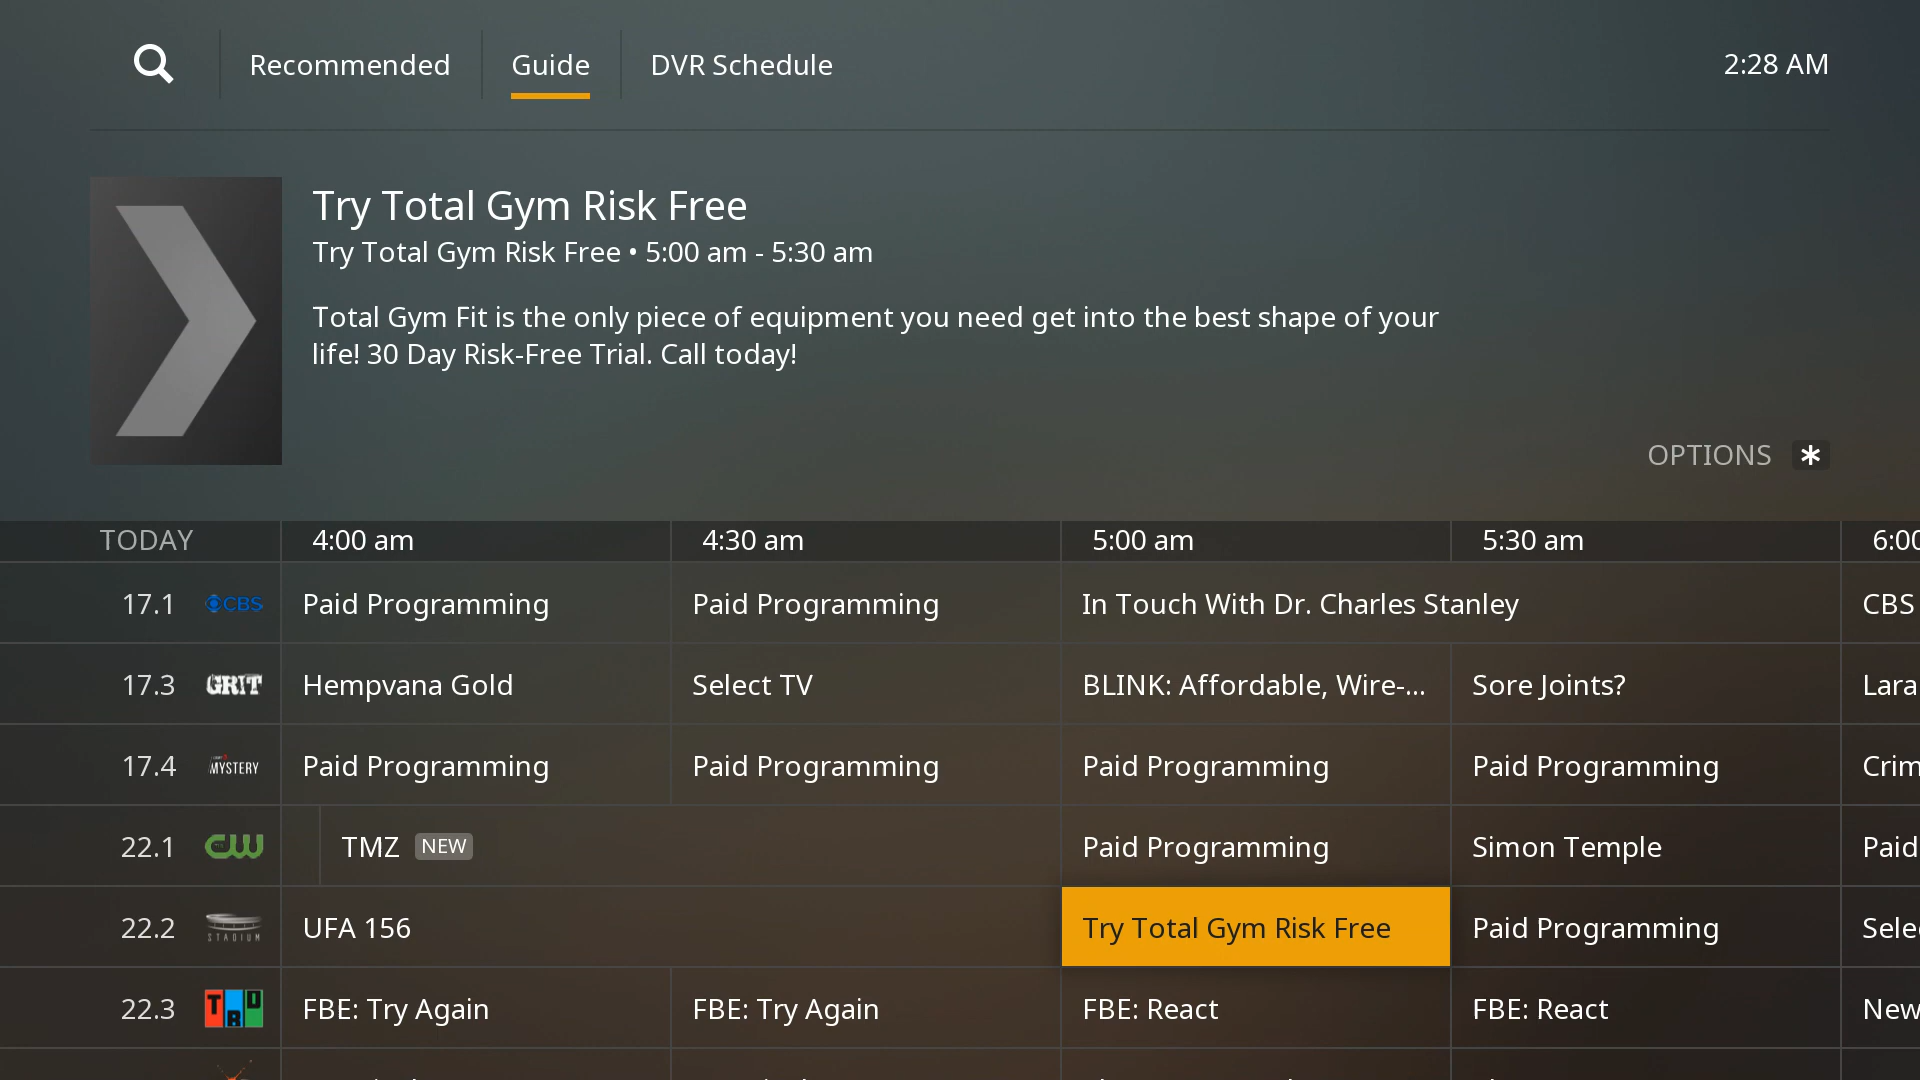 Recommended
Guide
DVR Schedule
2:28 AM
Try Total Gym Risk Free
Try Total Gym Risk Free • 5:00 am - 5:30 am
Total Gym Fit is the only piece of equipment you need get into the best shape of your
life! 30 Day Risk-Free Trial. Call today!
OPTIONS *
TODAY 4:00 am 4:30 am 5:00 am 5:30 am 6:00
17.1 CBS Paid Programming Paid Programming In Touch With Dr. Charles Stanley CBS
17.3 GRIT Hempvana Gold Select TV BLINK: Affordable, Wire-... Sore Joints? Lara
17.4 MYSTERY Paid Programming Paid Programming Paid Programming Paid Programming Crim
22.1 CW TMZ NEW Paid Programming Simon Temple Paid
22.2 STADIUM UFA 156 Try Total Gym Risk Free Paid Programming Sele
22.3 TBD FBE: Try Again FBE: Try Again FBE: React FBE: React New